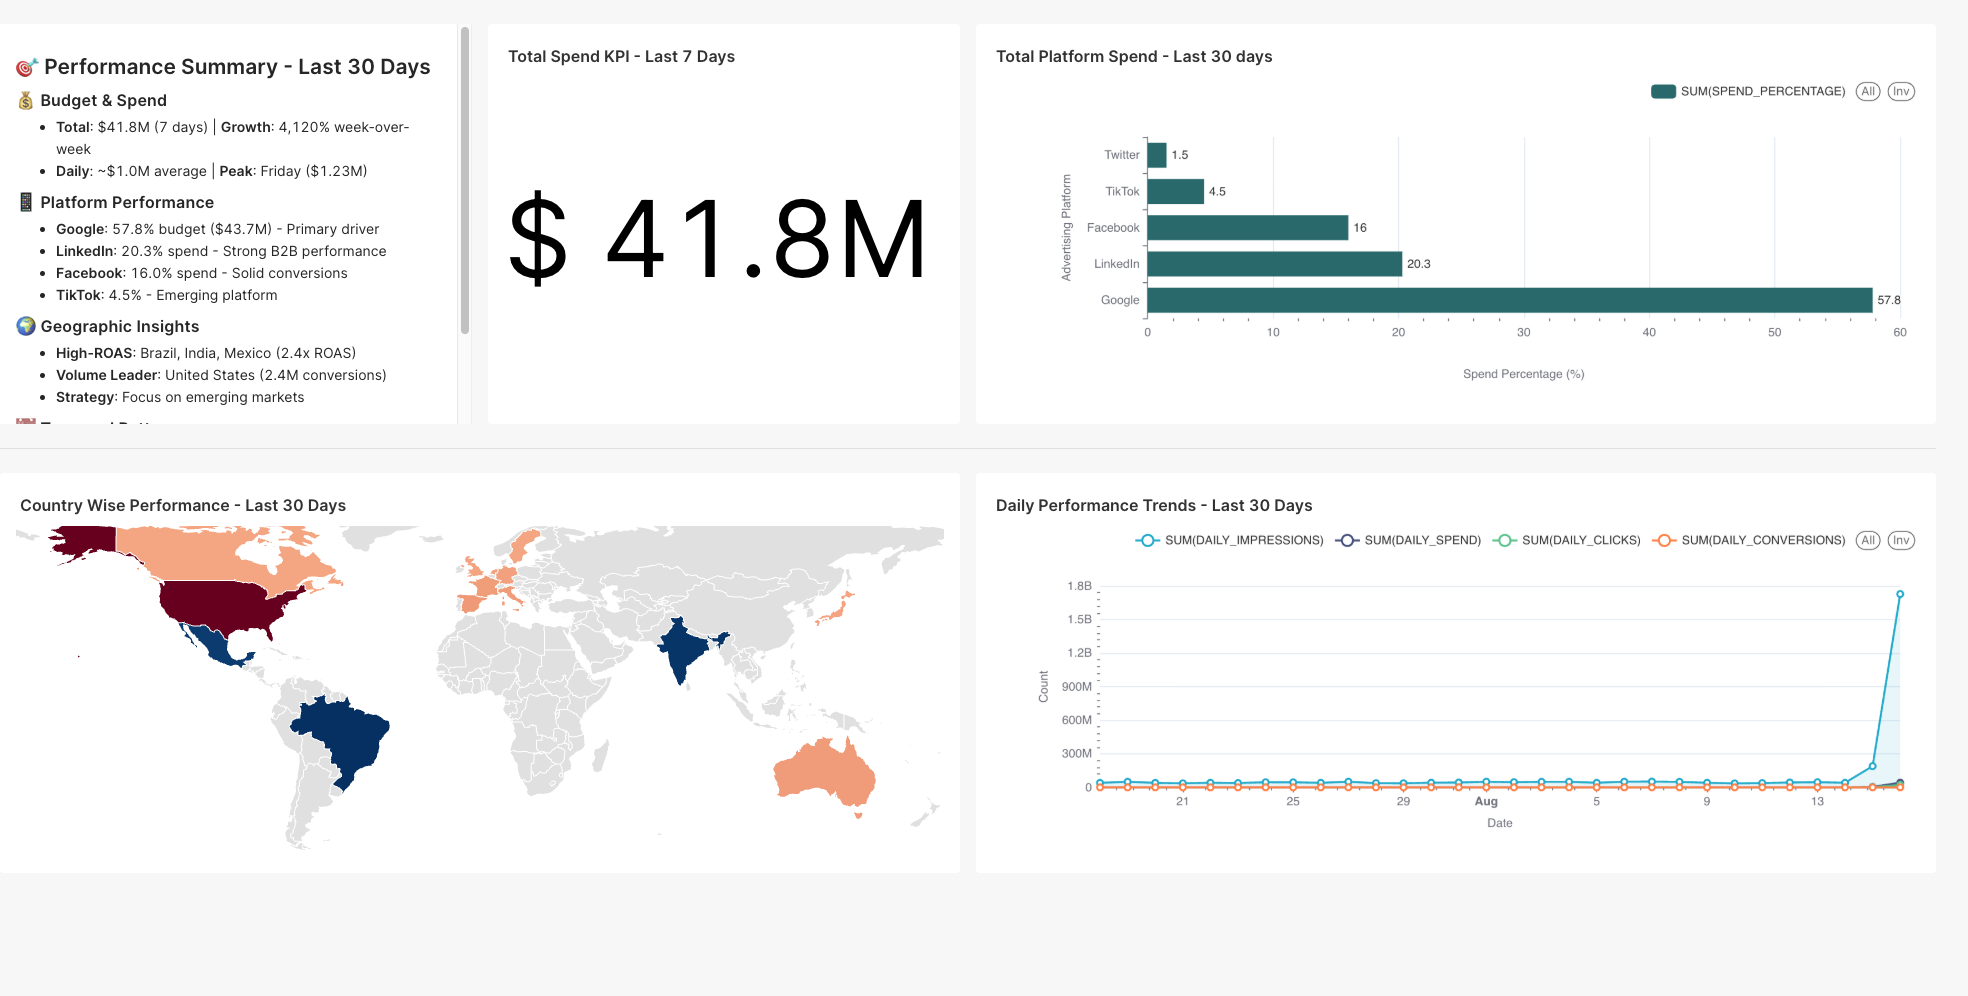 Performance Summary - Last 30 Days
Budget & Spend
Total: $41.8M (7 days) | Growth: 4,120% week-over-
week
Daily: ~$1.0M average | Peak: Friday ($1.23M)
Platform Performance
Google: 57.8% budget ($43.7M) - Primary driver
LinkedIn: 20.3% spend - Strong B2B performance
Facebook: 16.0% spend - Solid conversions
TikTok: 4.5% - Emerging platform
Geographic Insights
High-ROAS: Brazil, India, Mexico (2.4x ROAS)
Volume Leader: United States (2.4M conversions)
Strategy: Focus on emerging markets
Total Spend KPI - Last 7 Days
$ 41.8M
Total Platform Spend - Last 30 days
SUM(SPEND_PERCENTAGE) All Inv
Advertising Platform
Twitter 1.5
TikTok 4.5
Facebook 16
LinkedIn 20.3
Google 57.8
0 10 20 30 40 50 60
Spend Percentage (%)
Country Wise Performance - Last 30 Days
Daily Performance Trends - Last 30 Days
SUM(DAILY_IMPRESSIONS) SUM(DAILY_SPEND) SUM(DAILY_CLICKS) SUM(DAILY_CONVERSIONS) All Inv
Count
1.8B
1.5B
1.2B
900M
600M
300M
0
21 25 29 Aug 5 9 13
Date